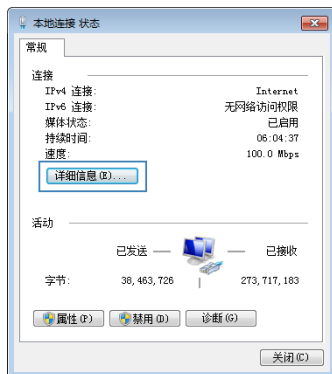 本地连接 状态
常规
连接
IPv4 连接: Internet
IPv6 连接: 无网络访问权限
媒体状态: 已启用
持续时间: 06:04:37
速度: 100.0 Mbps
详细信息(E)...
活动
已发送 — — 已接收
字节: 38,463,726 | 273,717,183
属性(P) 禁用(D) 诊断(G)
关闭(C)